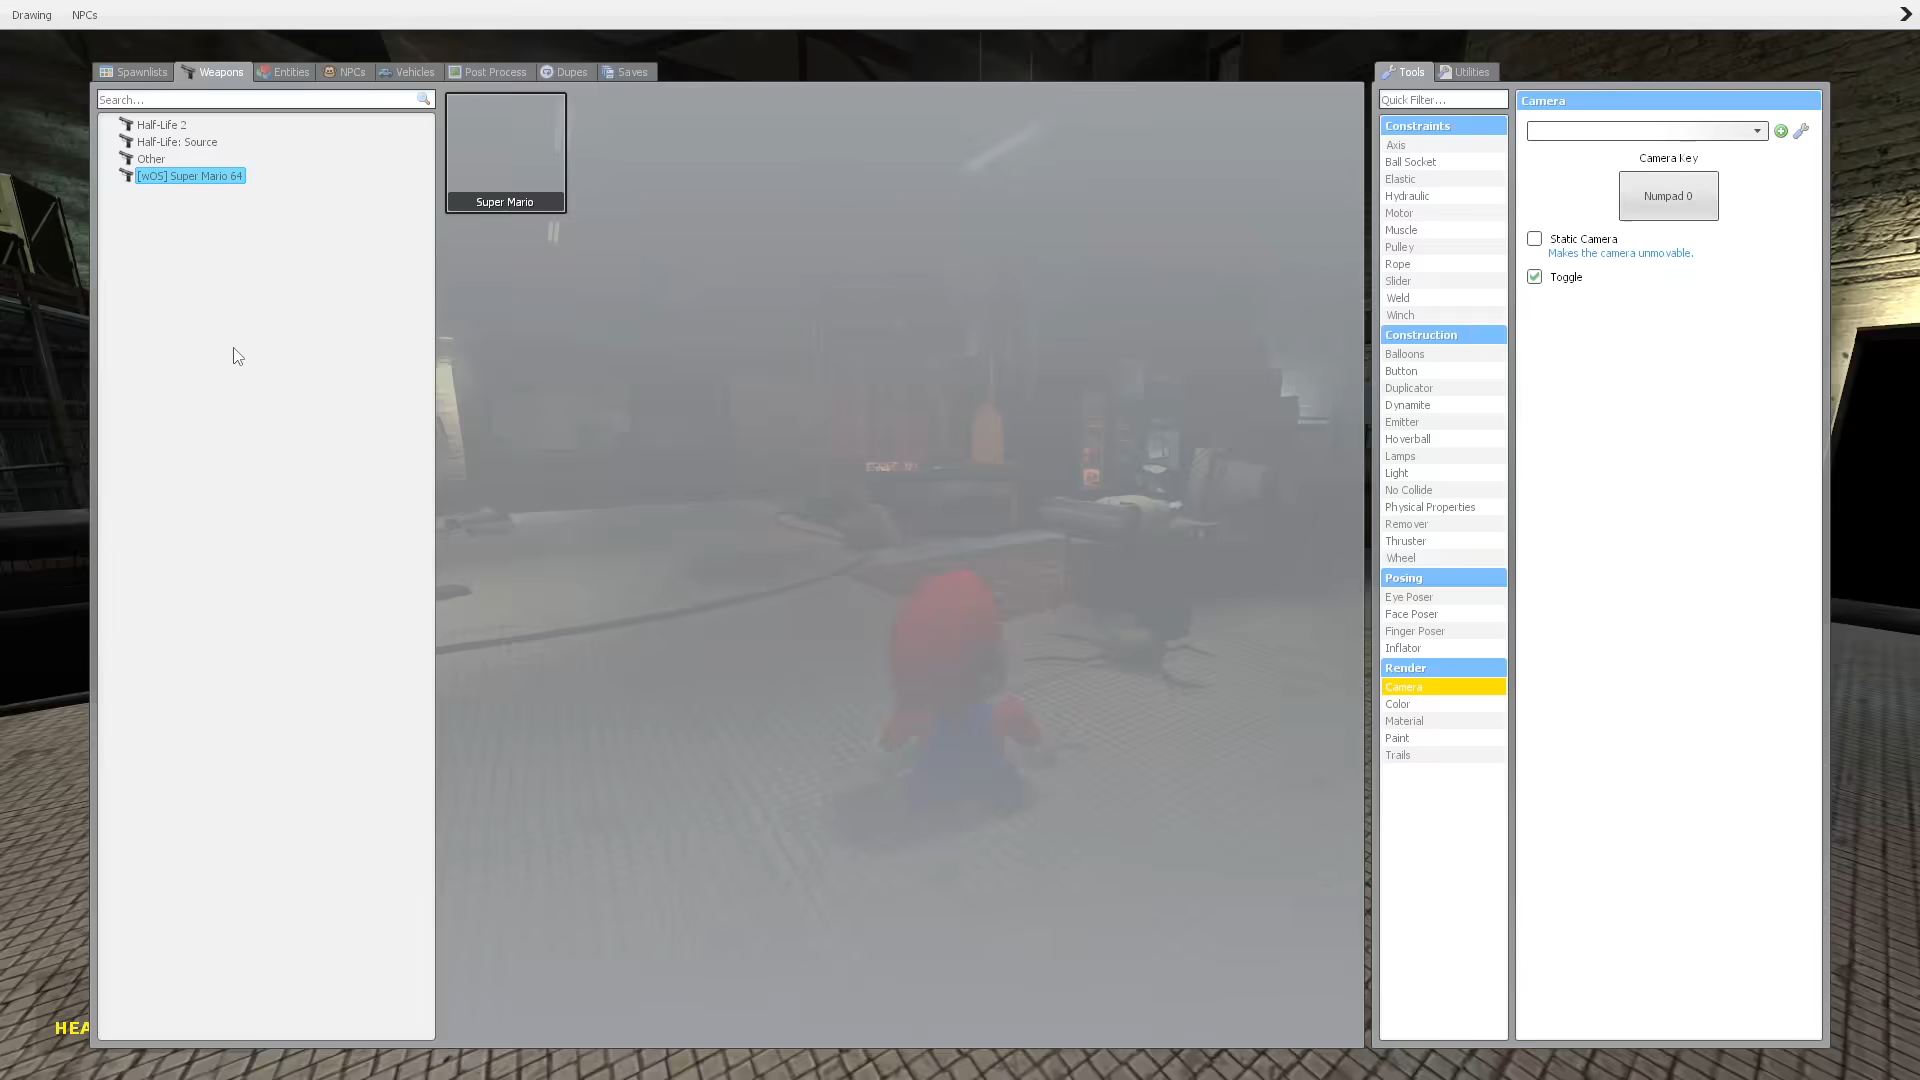 Drawing NPCs
Spawnlists Weapons Entities NPCs Vehicles Post Process Dupes Saves
Tools Utilities
Search...
Half-Life 2
Half-Life: Source
Other
[wOS] Super Mario 64
Super Mario
Quick Filter...
Constraints
Axis
Ball Socket
Elastic
Hydraulic
Motor
Muscle
Pulley
Rope
Slider
Weld
Winch
Construction
Balloons
Button
Duplicator
Dynamite
Emitter
Hoverball
Lamps
Light
No Collide
Physical Properties
Remover
Thruster
Wheel
Posing
Eye Poser
Face Poser
Finger Poser
Inflator
Render
Camera
Color
Material
Paint
Trails
Camera
Camera Key
Numpad 0
Static Camera
Makes the camera unmovable.
Toggle
HEA